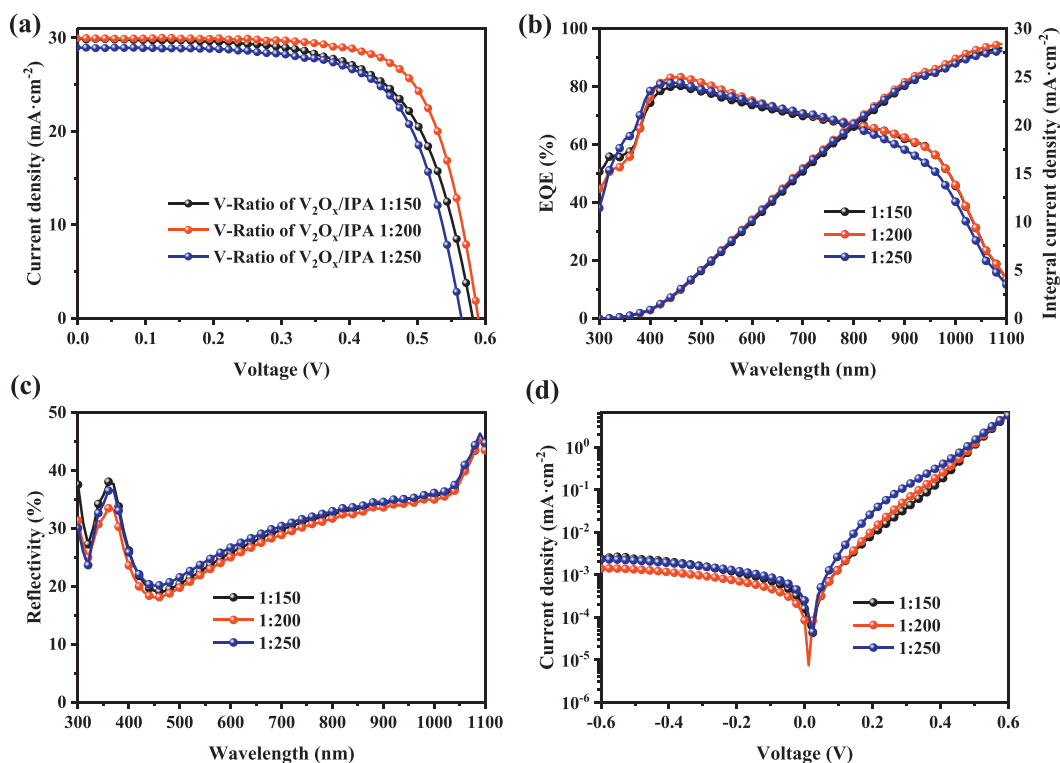 (a)
30
20
10
0
0.0 0.1 0.2 0.3 0.4 0.5 0.6
Current density (mA·cm⁻²)
Voltage (V)
V-Ratio of V₂Oₓ/IPA 1:150
V-Ratio of V₂Oₓ/IPA 1:200
V-Ratio of V₂Oₓ/IPA 1:250
(b)
100
80
60
40
20
0
30
25
20
15
10
5
0
300 400 500 600 700 800 900 1000 1100
EQE (%)
Integral current density (mA·cm⁻²)
Wavelength (nm)
1:150
1:200
1:250
(c)
50
40
30
20
10
0
300 400 500 600 700 800 900 1000 1100
Reflectivity (%)
Wavelength (nm)
1:150
1:200
1:250
(d)
10⁰
10⁻¹
10⁻²
10⁻³
10⁻⁴
10⁻⁵
10⁻⁶
-0.6 -0.4 -0.2 0.0 0.2 0.4 0.6
Current density (mA·cm⁻²)
Voltage (V)
1:150
1:200
1:250